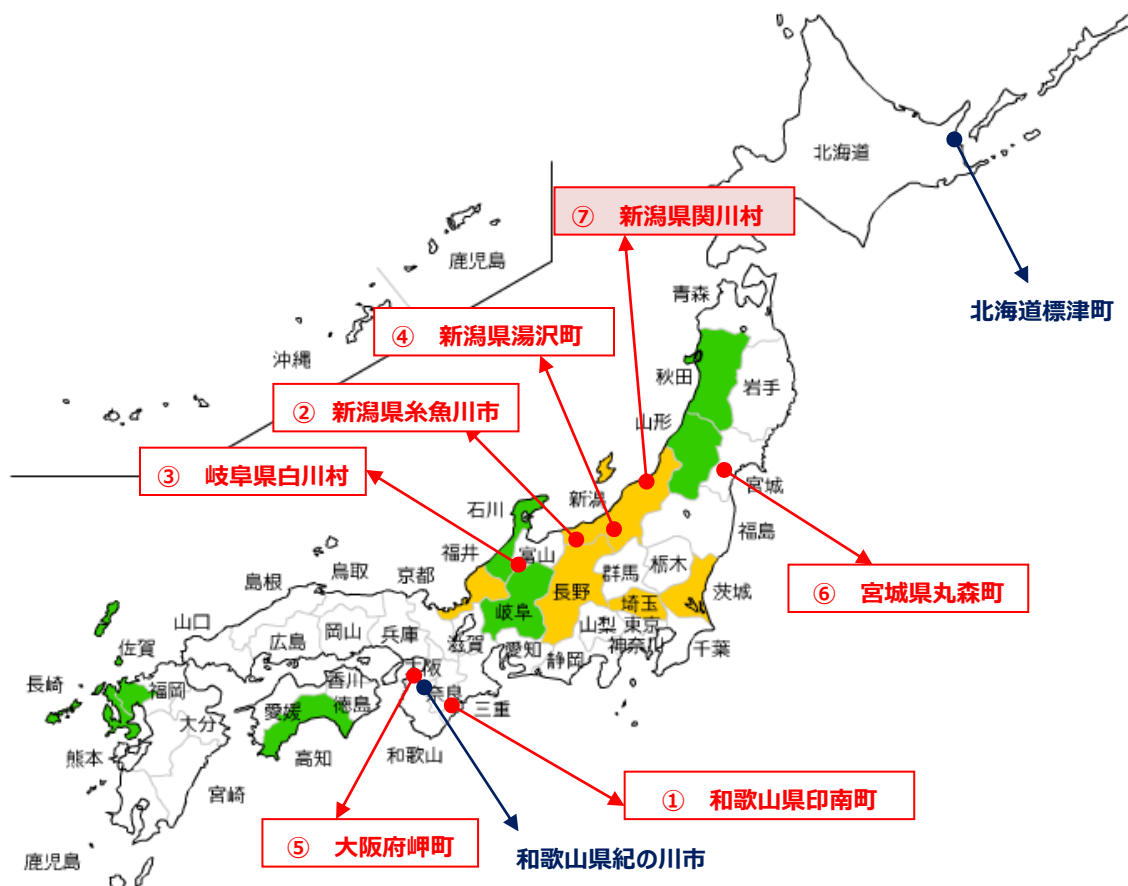 北海道
⑦ 新潟県関川村
鹿児島
青森
北海道標津町
④ 新潟県湯沢町
沖縄
秋田
岩手
② 新潟県糸魚川市
山形
③ 岐阜県白川村
新潟
宮城
石川
福島
福井
富山
群馬
栃木
鳥取
京都
島根
長野
茨城
⑥ 宮城県丸森町
岐阜
埼玉
山口
岡山
兵庫
山梨
東京
佐賀
広島
滋賀
愛知
神奈川
千葉
静岡
大阪
長崎
福岡
香川
奈良
愛媛
徳島
三重
大分
熊本
高知
和歌山
宮崎
① 和歌山県印南町
⑤ 大阪府岬町
和歌山県紀の川市
鹿児島